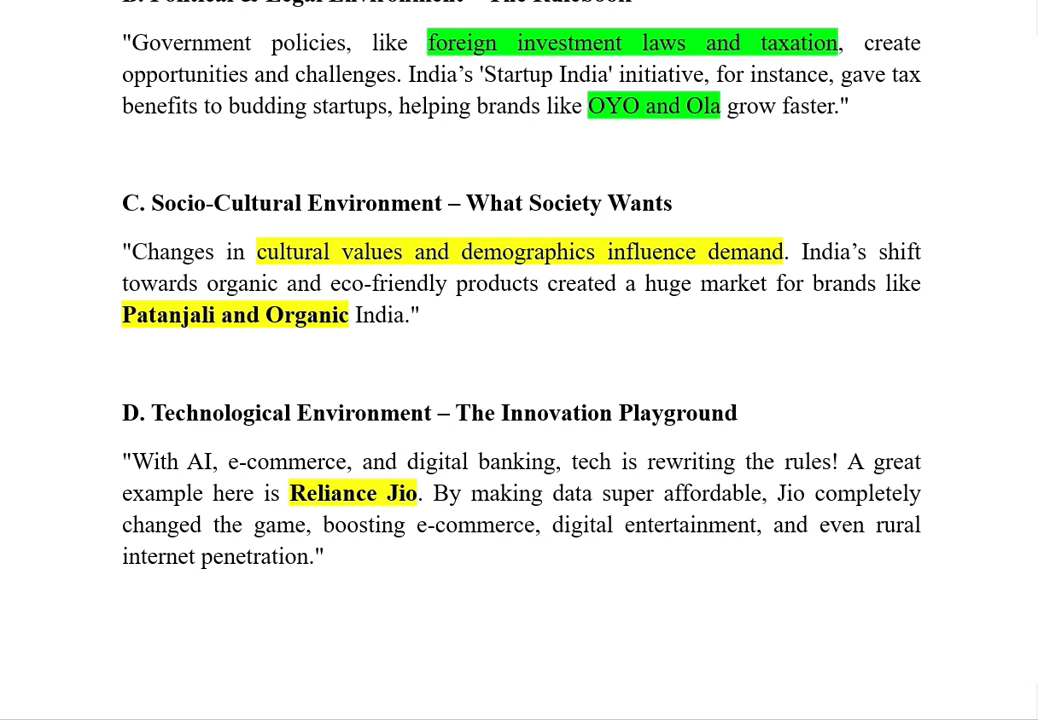 B. Political & Legal Environment – The Rulebook
"Government policies, like foreign investment laws and taxation, create
opportunities and challenges. India’s 'Startup India' initiative, for instance, gave tax
benefits to budding startups, helping brands like OYO and Ola grow faster."
C. Socio-Cultural Environment – What Society Wants
"Changes in cultural values and demographics influence demand. India’s shift
towards organic and eco-friendly products created a huge market for brands like
Patanjali and Organic India."
D. Technological Environment – The Innovation Playground
"With AI, e-commerce, and digital banking, tech is rewriting the rules! A great
example here is Reliance Jio. By making data super affordable, Jio completely
changed the game, boosting e-commerce, digital entertainment, and even rural
internet penetration."